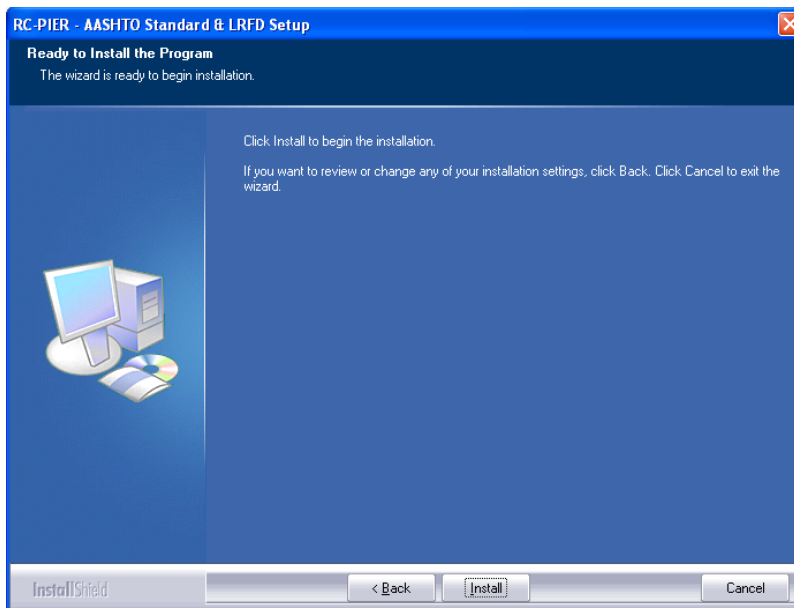 RC-PIER - AASHTO Standard & LRFD Setup
Ready to Install the Program
The wizard is ready to begin installation.
Click Install to begin the installation.
If you want to review or change any of your installation settings, click Back. Click Cancel to exit the
wizard.
InstallShield
< Back
Install
Cancel